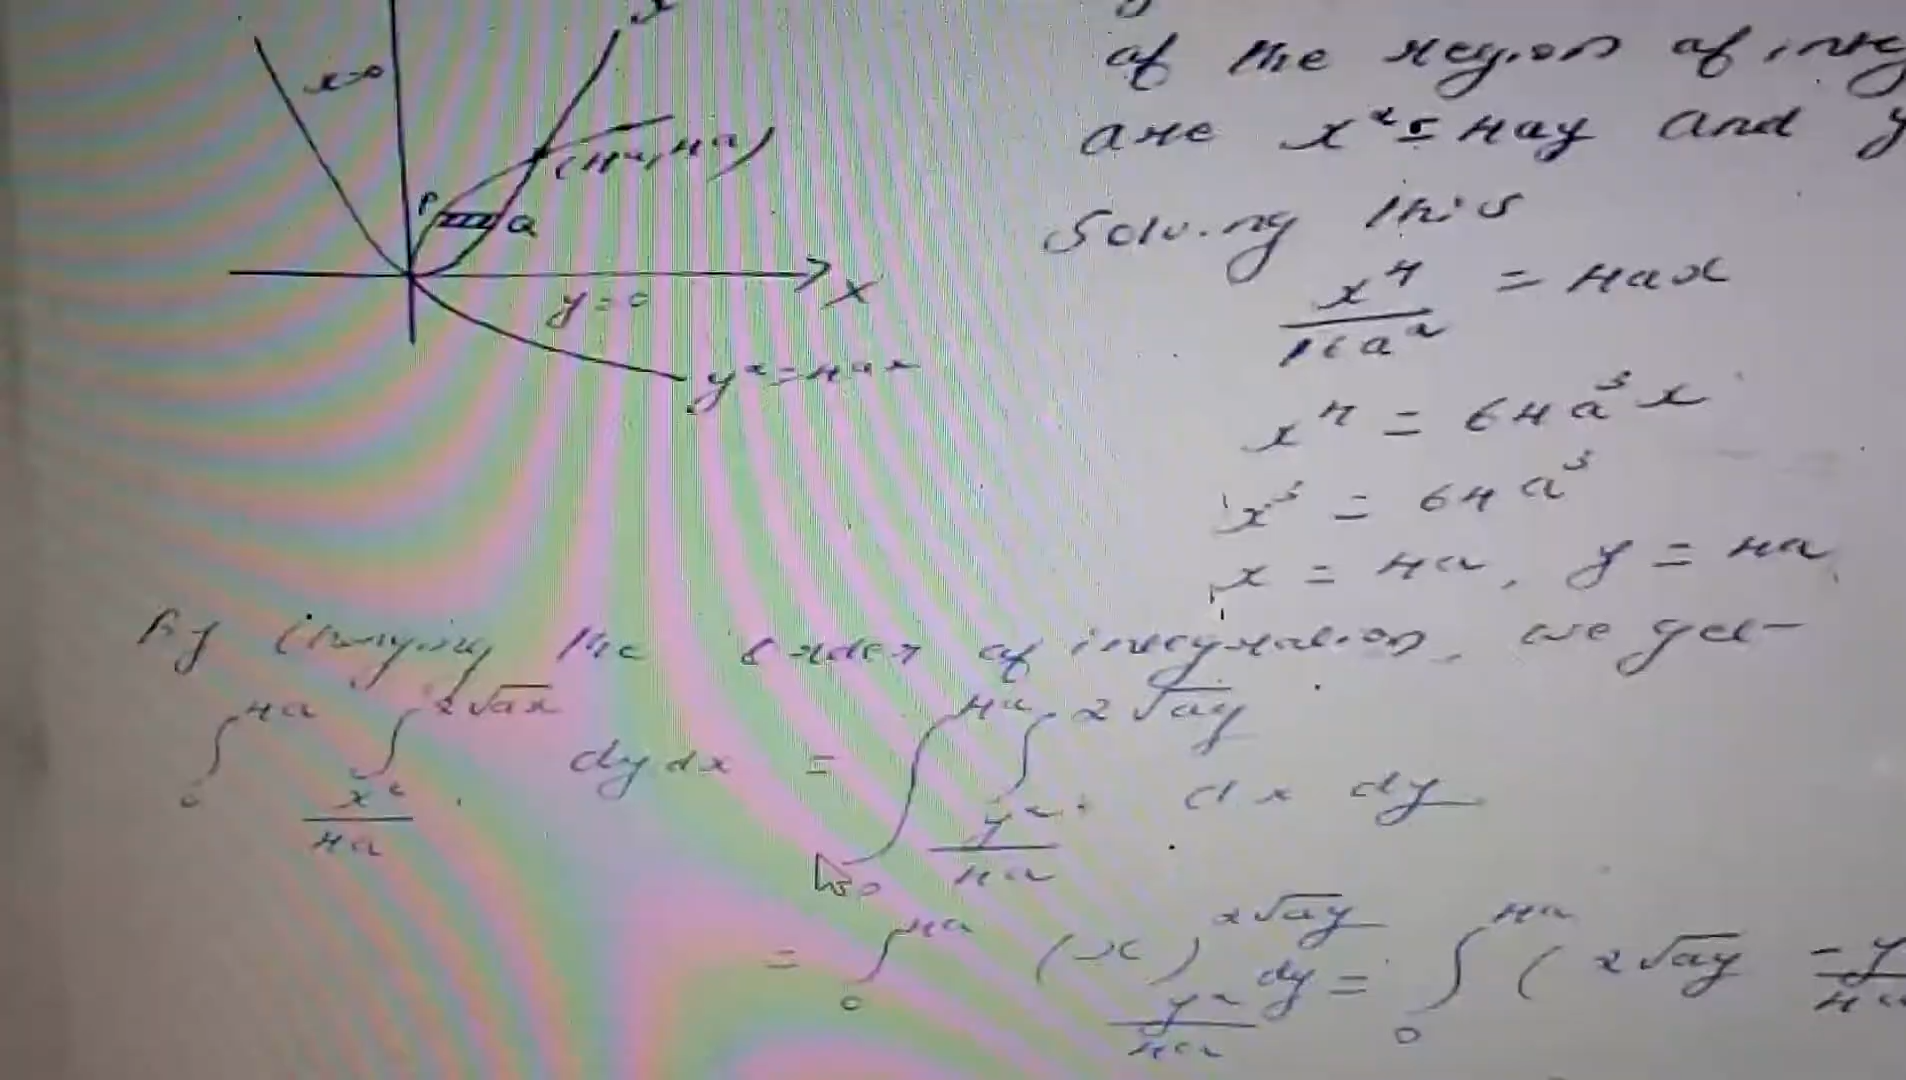 of the region of
are x² = 4ay and y
Solving this
x⁴/16a² = 4ax
x⁴ = 64a³x
x³ = 64a³
x = 4a, y = 4a
x=0
(4a, 4a)
P
Q
X
y=0
y² = 4ax
By changing the order of integration, we get
∫₀^{4a} ∫_{x²/4a}^{2√ax} dy dx = ∫₀^{4a} ∫_{y²/4a}^{2√ay} dx dy
= ∫₀^{4a} (x)_{y²/4a}^{2√ay} dy = ∫₀^{4a} (2√ay - y/4a